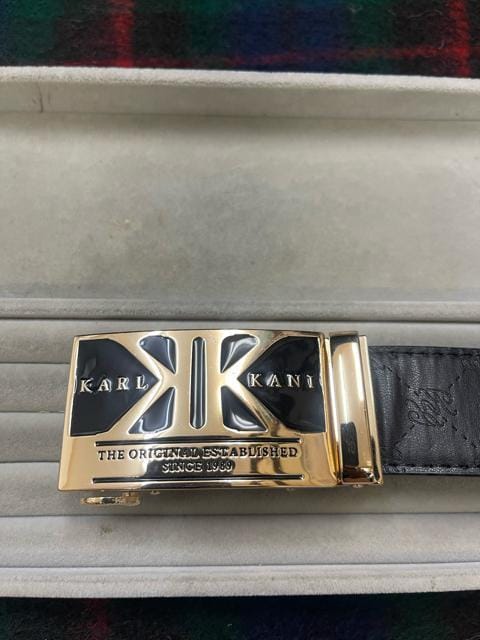 KARL KANI
THE ORIGINAL ESTABLISHED
SINCE 1989